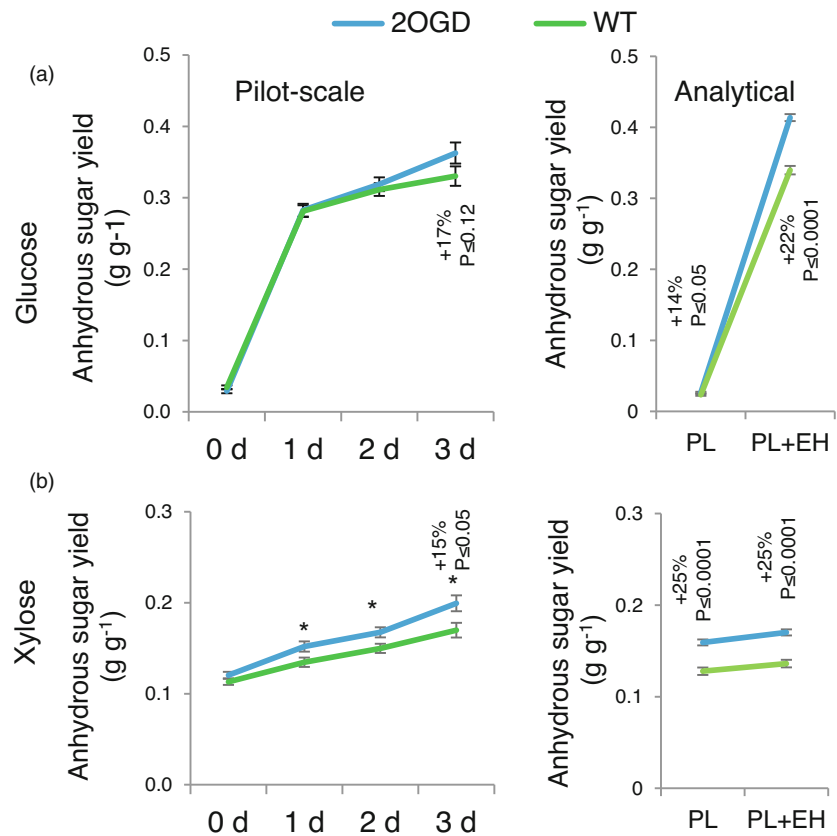 2OGD
WT
(a)
Glucose
Anhydrous sugar yield
(g g-1)
0.5
0.4
0.3
0.2
0.1
0.0
Pilot-scale
+17%
P≤0.12
0 d
1 d
2 d
3 d
Anhydrous sugar yield
(g g⁻¹)
0.5
0.4
0.3
0.2
0.1
0
Analytical
+14%
P≤0.05
+22%
P≤0.0001
PL
PL+EH
(b)
Xylose
Anhydrous sugar yield
(g g⁻¹)
0.3
0.2
0.1
0.0
*
*
*
+15%
P≤0.05
0 d
1 d
2 d
3 d
Anhydrous sugar yield
(g g⁻¹)
0.3
0.2
0.1
0
+25%
P≤0.0001
+25%
P≤0.0001
PL
PL+EH